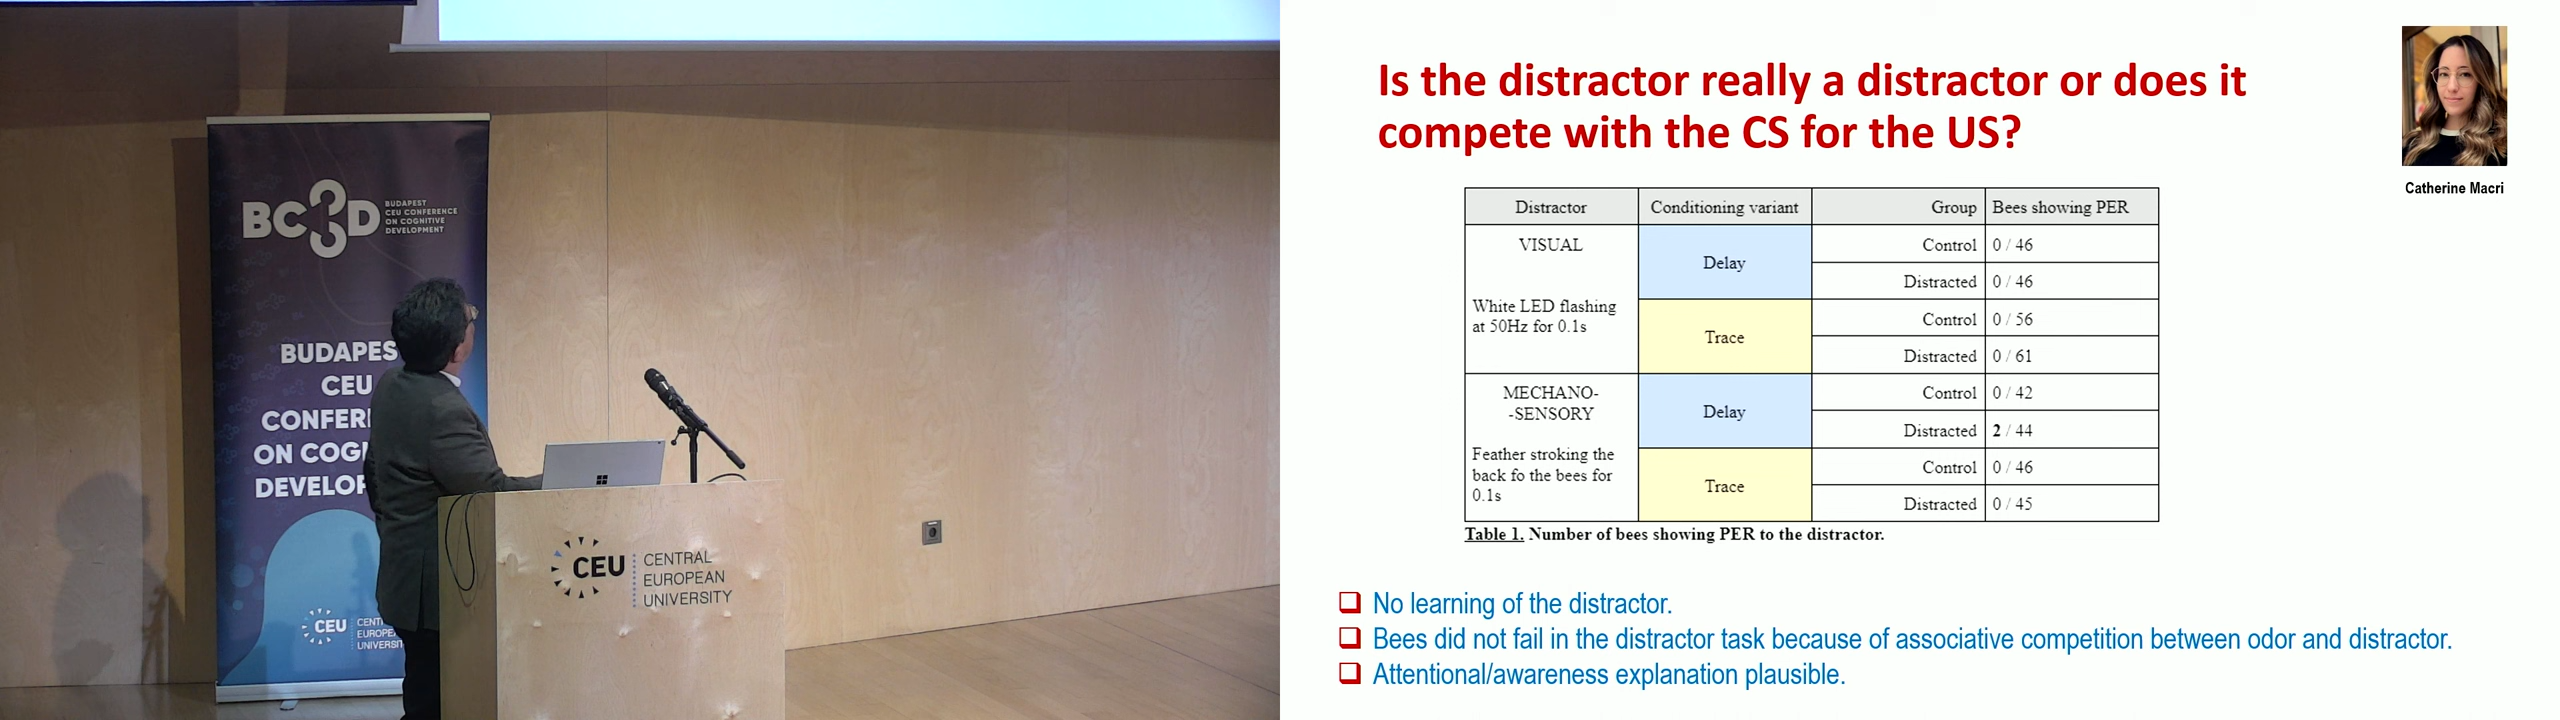 BC3D
BUDAPEST
CEU CONFERENCE
ON COGNITIVE
DEVELOPMENT
BUDAPES
CEU
CONFER
ON COG
DEVELOP
CEU
CENT
EUROPE
UNIVERSIT
CEU
CENTRAL
EUROPEAN
UNIVERSITY
Is the distractor really a distractor or does it
compete with the CS for the US?
Catherine Macri
Distractor Conditioning variant Group Bees showing PER
VISUAL
White LED flashing
at 50Hz for 0.1s
Delay
Control 0 / 46
Distracted 0 / 46
Trace
Control 0 / 56
Distracted 0 / 61
MECHANO-
-SENSORY
Feather stroking the
back fo the bees for
0.1s
Delay
Control 0 / 42
Distracted 2 / 44
Trace
Control 0 / 46
Distracted 0 / 45
Table 1. Number of bees showing PER to the distractor.
No learning of the distractor.
Bees did not fail in the distractor task because of associative competition between odor and distractor.
Attentional/awareness explanation plausible.